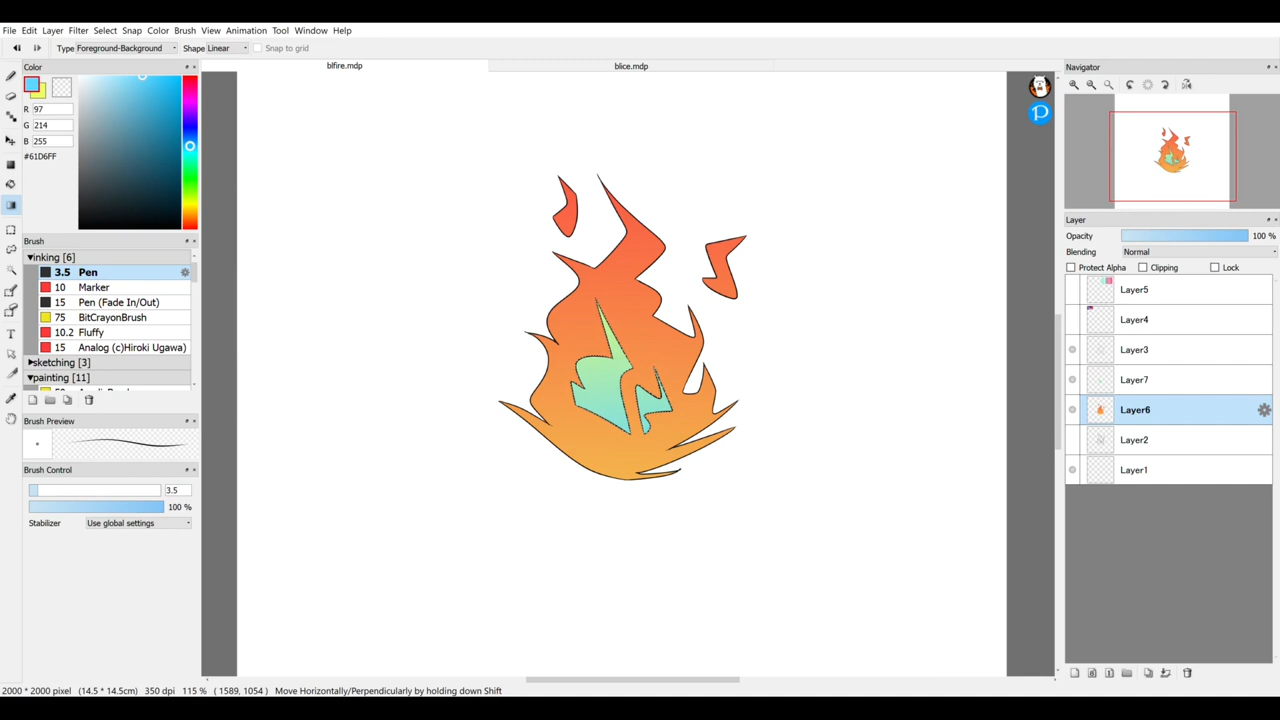 File Edit Layer Filter Select Snap Color Brush View Animation Tool Window Help
Type Foreground-Background Shape Linear Snap to grid
Color
blfire.mdp
blice.mdp
Navigator
R 97
G 214
B 255
#61D6FF
Brush
inking [6]
3.5 Pen
10 Marker
15 Pen (Fade In/Out)
75 BitCrayonBrush
10.2 Fluffy
15 Analog (c)Hiroki Ugawa)
sketching [3]
painting [11]
Brush Preview
Brush Control
3.5
100 %
Stabilizer Use global settings
Layer
Opacity 100 %
Blending Normal
Protect Alpha Clipping Lock
Layer5
Layer4
Layer3
Layer7
Layer6
Layer2
Layer1
2000 * 2000 pixel (14.5 * 14.5cm) 350 dpi 115 % ( 1589, 1054 ) Move Horizontally/Perpendicularly by holding down Shift